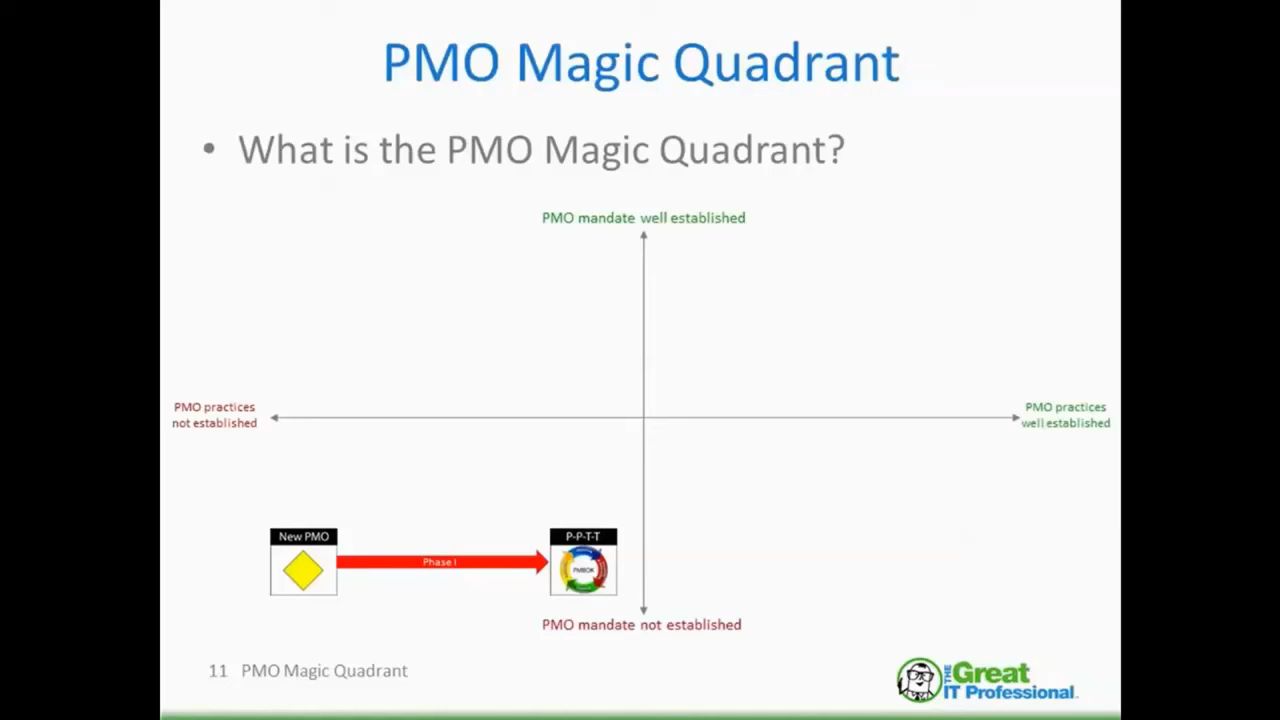 PMO Magic Quadrant
• What is the PMO Magic Quadrant?
PMO mandate well established
PMO practices
not established
PMO practices
well established
New PMO
Phase I
P-P-T-T
PMBOK
PMO mandate not established
11 PMO Magic Quadrant
THE Great
IT Professional